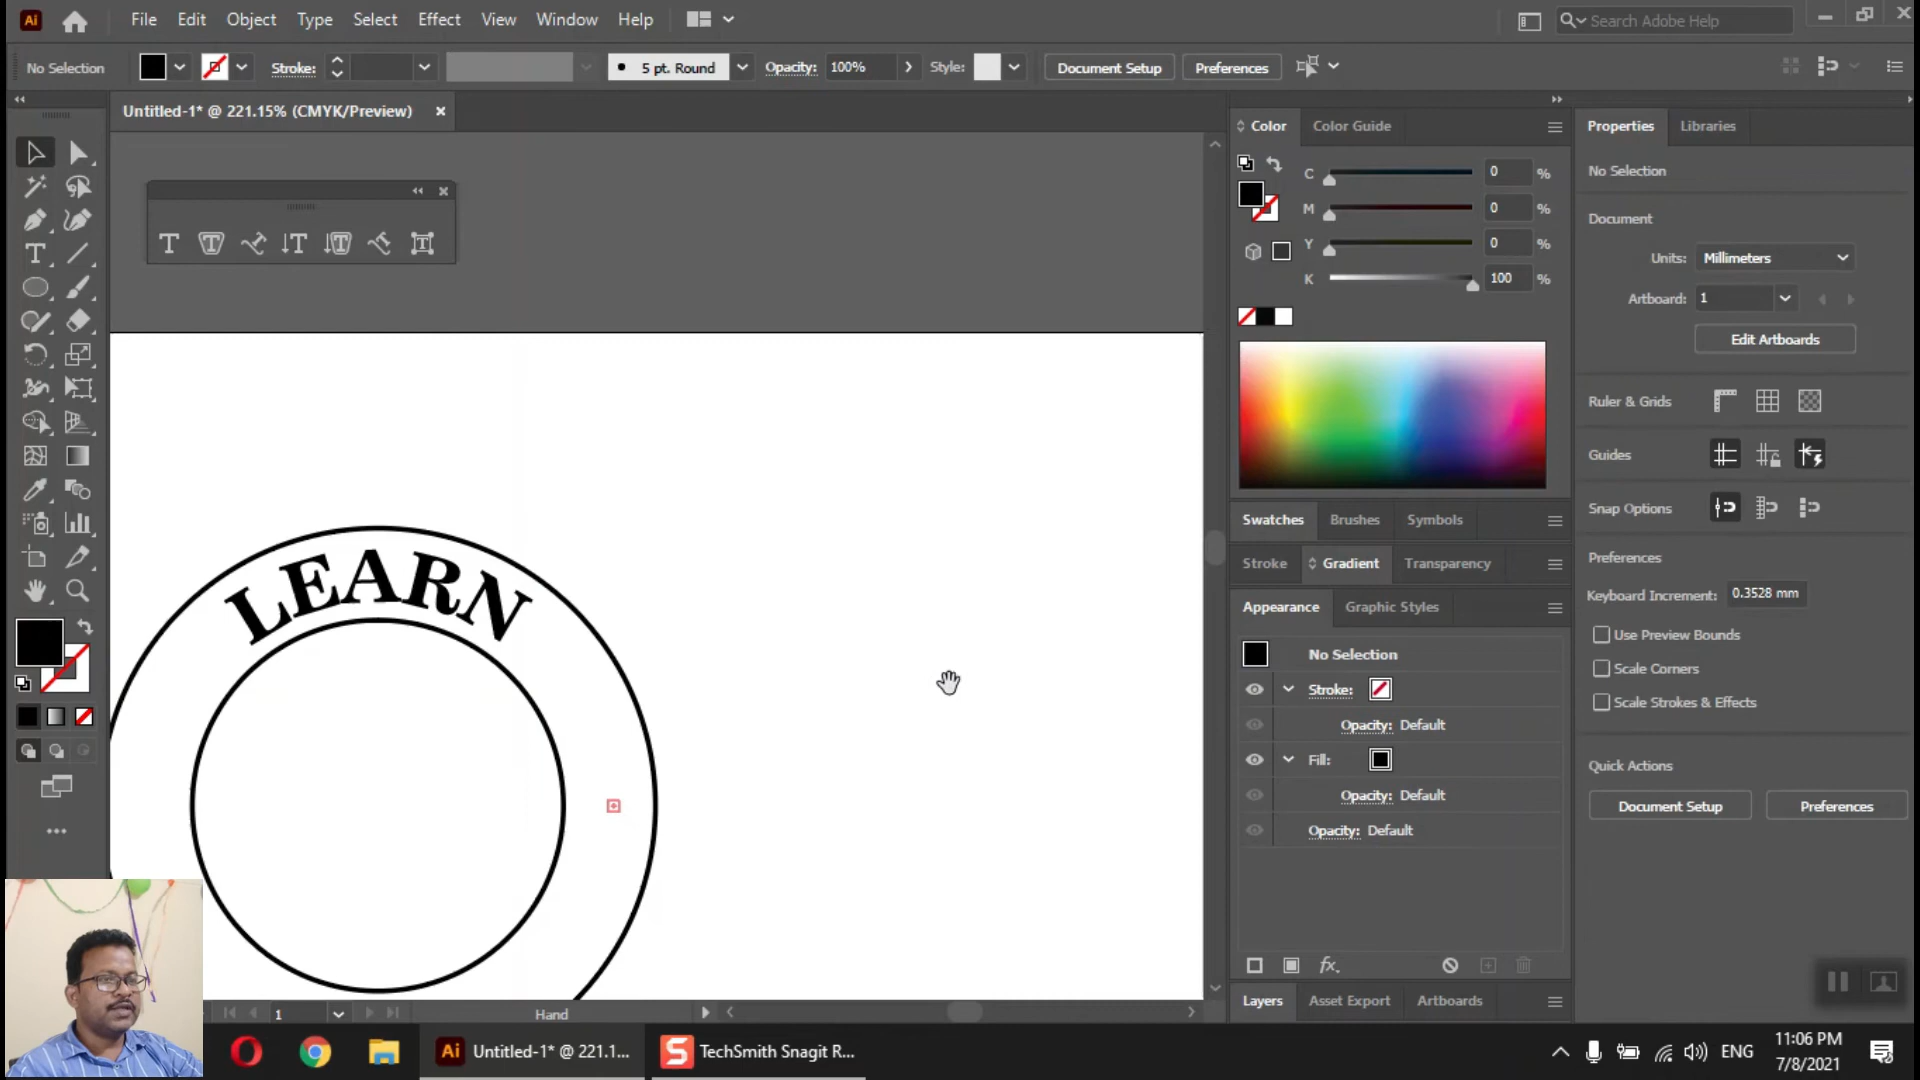 Ai
File Edit Object Type Select Effect View Window Help
Search Adobe Help
No Selection
Stroke:
5 pt. Round
Opacity: 100%
Style:
Document Setup
Preferences
Untitled-1* @ 221.15% (CMYK/Preview)
Color
Color Guide
C 0 %
M 0 %
Y 0 %
K 100 %
Swatches Brushes Symbols
Stroke Gradient Transparency
Appearance Graphic Styles
No Selection
Stroke:
Opacity: Default
Fill:
Opacity: Default
Opacity: Default
fx.
Layers Asset Export Artboards
Properties Libraries
No Selection
Document
Units: Millimeters
Artboard: 1
Edit Artboards
Ruler & Grids
Guides
Snap Options
Preferences
Keyboard Increment: 0.3528 mm
Use Preview Bounds
Scale Corners
Scale Strokes & Effects
Quick Actions
Document Setup
Preferences
LEARN
1
Hand
Ai Untitled-1* @ 221.1...
S TechSmith Snagit R...
ENG
11:06 PM
7/8/2021